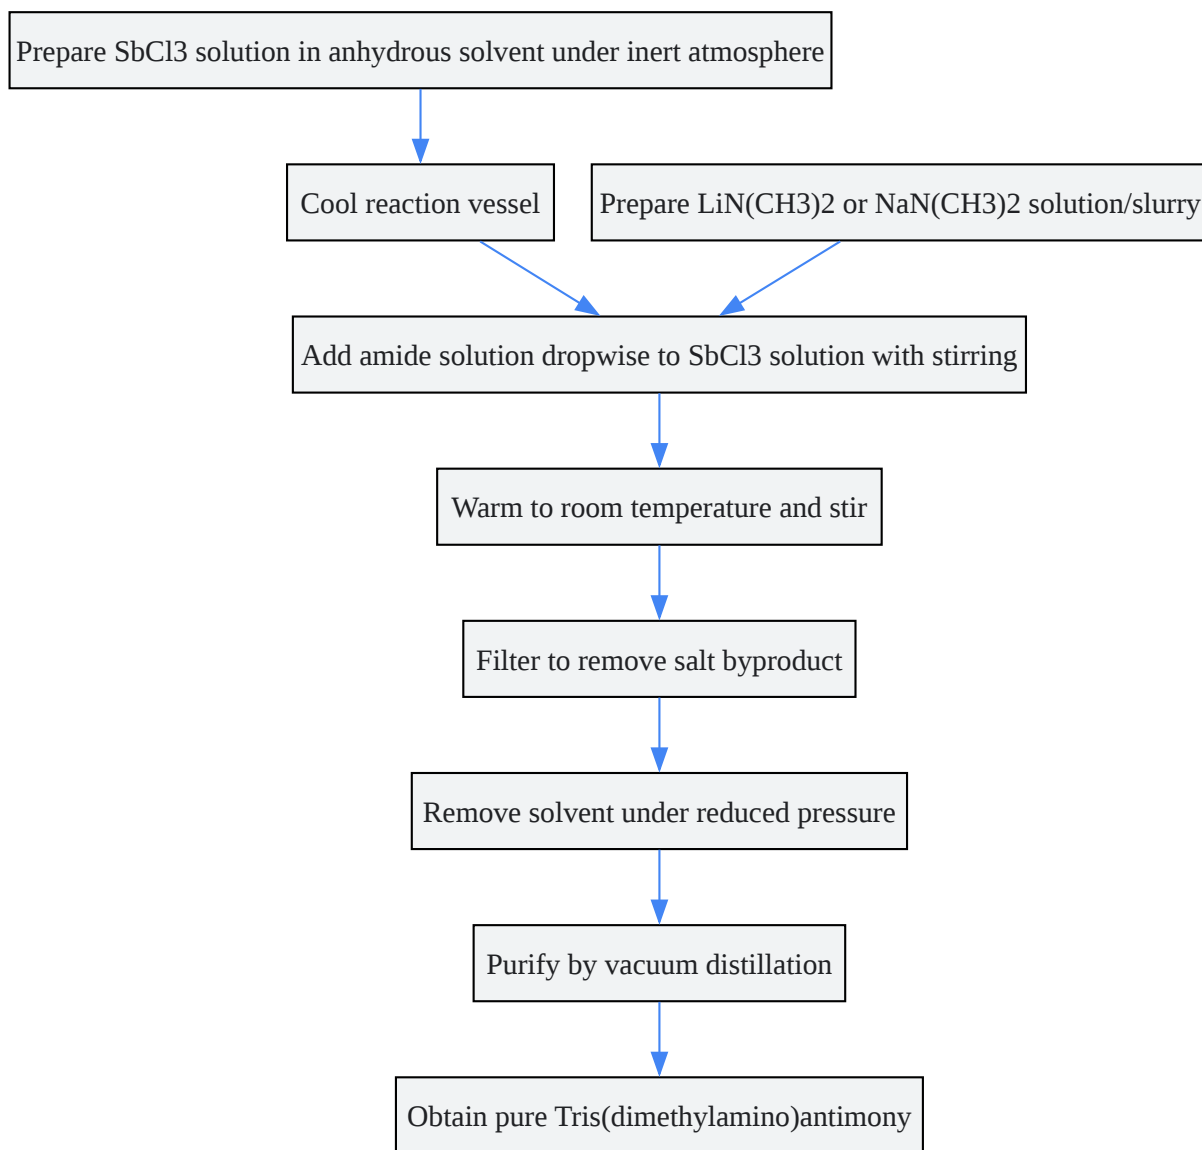 Prepare SbCl3 solution in anhydrous solvent under inert atmosphere
Cool reaction vessel
Prepare LiN(CH3)2 or NaN(CH3)2 solution/slurry
Add amide solution dropwise to SbCl3 solution with stirring
Warm to room temperature and stir
Filter to remove salt byproduct
Remove solvent under reduced pressure
Purify by vacuum distillation
Obtain pure Tris(dimethylamino)antimony